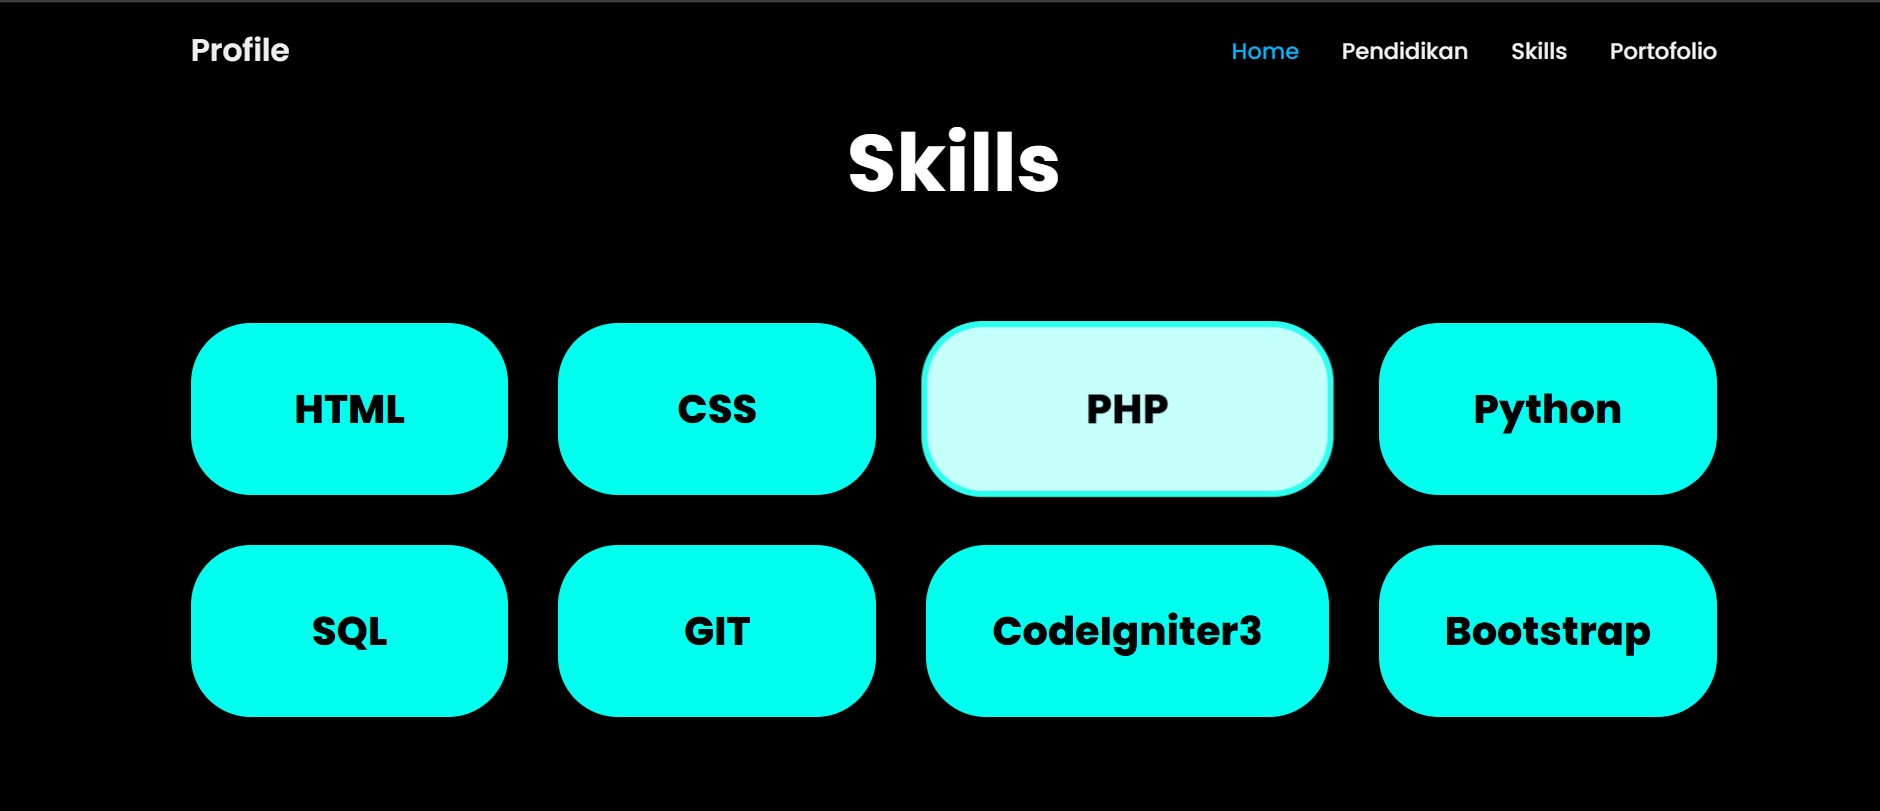 Profile
Home Pendidikan Skills Portofolio
Skills
HTML CSS PHP Python
SQL GIT CodeIgniter3 Bootstrap